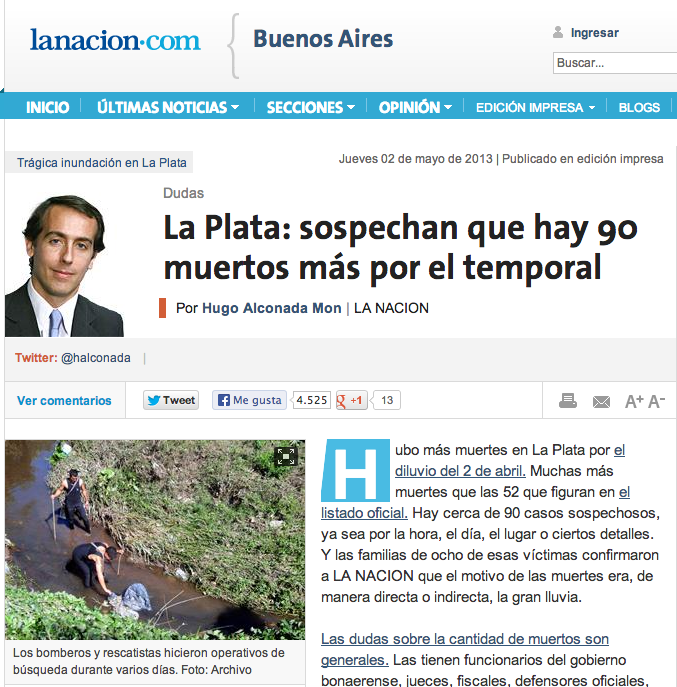 lanacion.com
Buenos Aires
Ingresar
Buscar...
INICIO
ÚLTIMAS NOTICIAS
SECCIONES
OPINIÓN
EDICIÓN IMPRESA
BLOGS
Trágica inundación en La Plata
Jueves 02 de mayo de 2013 | Publicado en edición impresa
Dudas
La Plata: sospechan que hay 90
muertos más por el temporal
Por Hugo Alconada Mon | LA NACION
Twitter: @halconada |
Ver comentarios
Tweet
Me gusta
4.525
+1
13
A+ A-
Hubo más muertes en La Plata por el
diluvio del 2 de abril. Muchas más
muertes que las 52 que figuran en el
listado oficial. Hay cerca de 90 casos sospechosos,
ya sea por la hora, el día, el lugar o ciertos detalles.
Y las familias de ocho de esas víctimas confirmaron
a LA NACION que el motivo de las muertes era, de
manera directa o indirecta, la gran lluvia.
Las dudas sobre la cantidad de muertos son
generales. Las tienen funcionarios del gobierno
bonaerense, jueces, fiscales, defensores oficiales,
Los bomberos y rescatistas hicieron operativos de
búsqueda durante varios días. Foto: Archivo